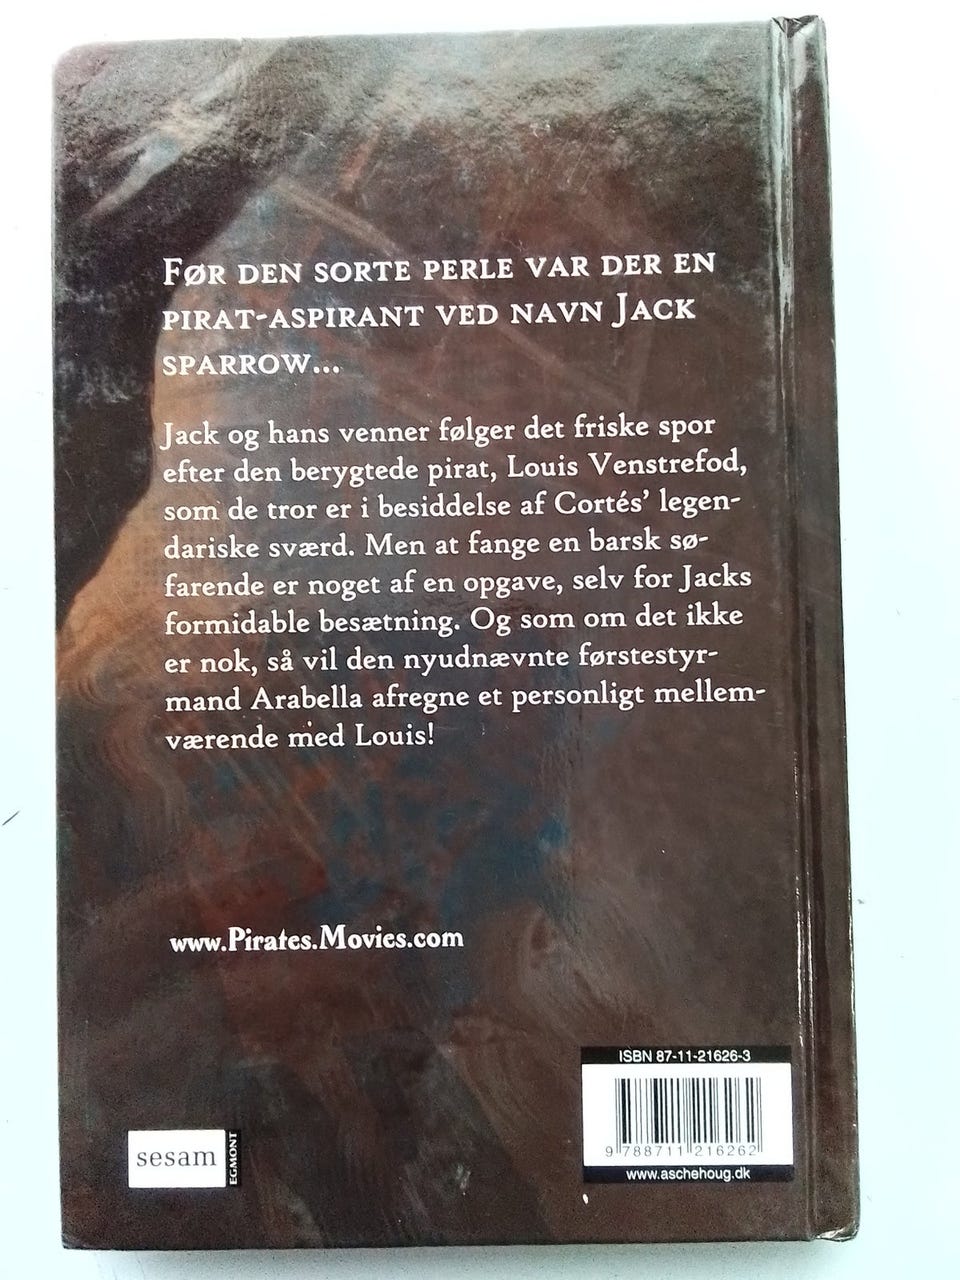 FØR DEN SORTE PERLE VAR DER EN
PIRAT-ASPIRANT VED NAVN JACK
SPARROW...
Jack og hans venner følger det friske spor
efter den berygtede pirat, Louis Venstrefod,
som de tror er i besiddelse af Cortés’ legen-
dariske sværd. Men at fange en barsk sø-
farende er noget af en opgave, selv for Jacks
formidable besætning. Og som om det ikke
er nok, så vil den nyudnævnte førstestyr-
mand Arabella afregne et personligt mellem-
værende med Louis!
www.Pirates.Movies.com
ISBN 87-11-21626-3
9 788711 216262
www.aschehoug.dk
sesam
EGMONT